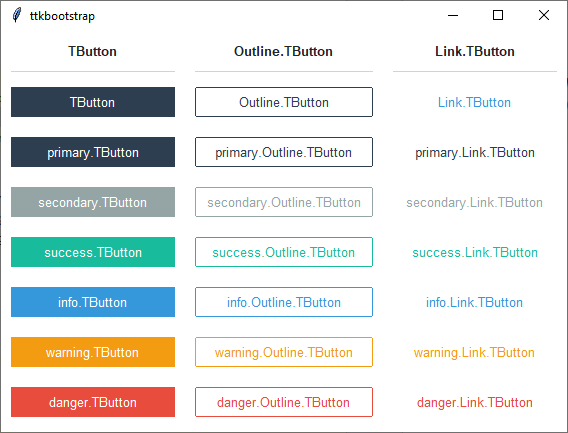 ttkbootstrap
TButton Outline.TButton Link.TButton
TButton Outline.TButton Link.TButton
primary.TButton primary.Outline.TButton primary.Link.TButton
secondary.TButton secondary.Outline.TButton secondary.Link.TButton
success.TButton success.Outline.TButton success.Link.TButton
info.TButton info.Outline.TButton info.Link.TButton
warning.TButton warning.Outline.TButton warning.Link.TButton
danger.TButton danger.Outline.TButton danger.Link.TButton